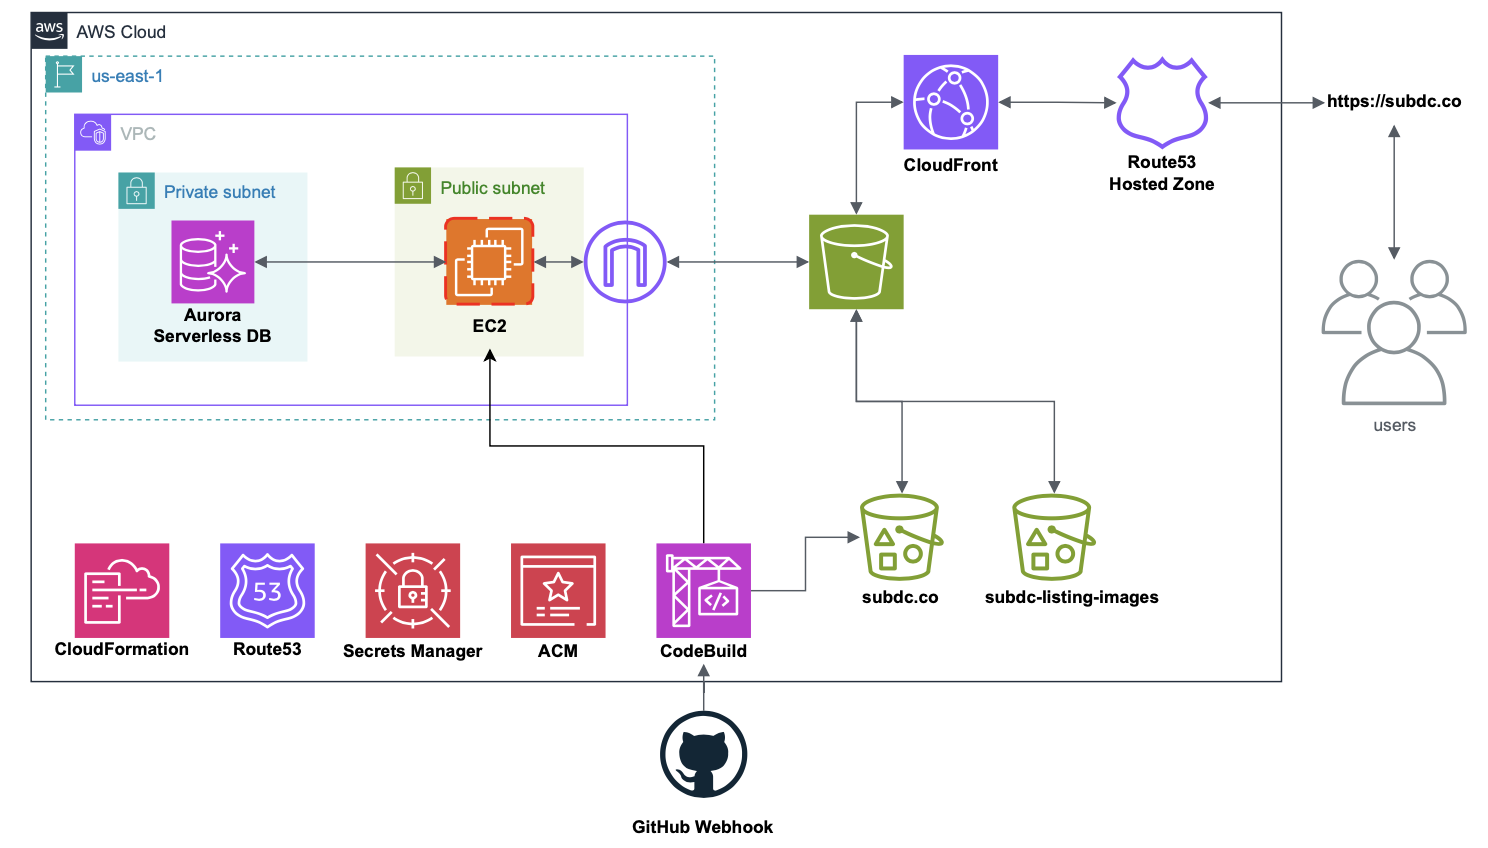 aws
AWS Cloud
us-east-1
VPC
Private subnet
Public subnet
Aurora
Serverless DB
EC2
CloudFront
Route53
Hosted Zone
https://subdc.co
users
subdc.co
subdc-listing-images
CloudFormation
53
Route53
Secrets Manager
ACM
</>
CodeBuild
GitHub Webhook